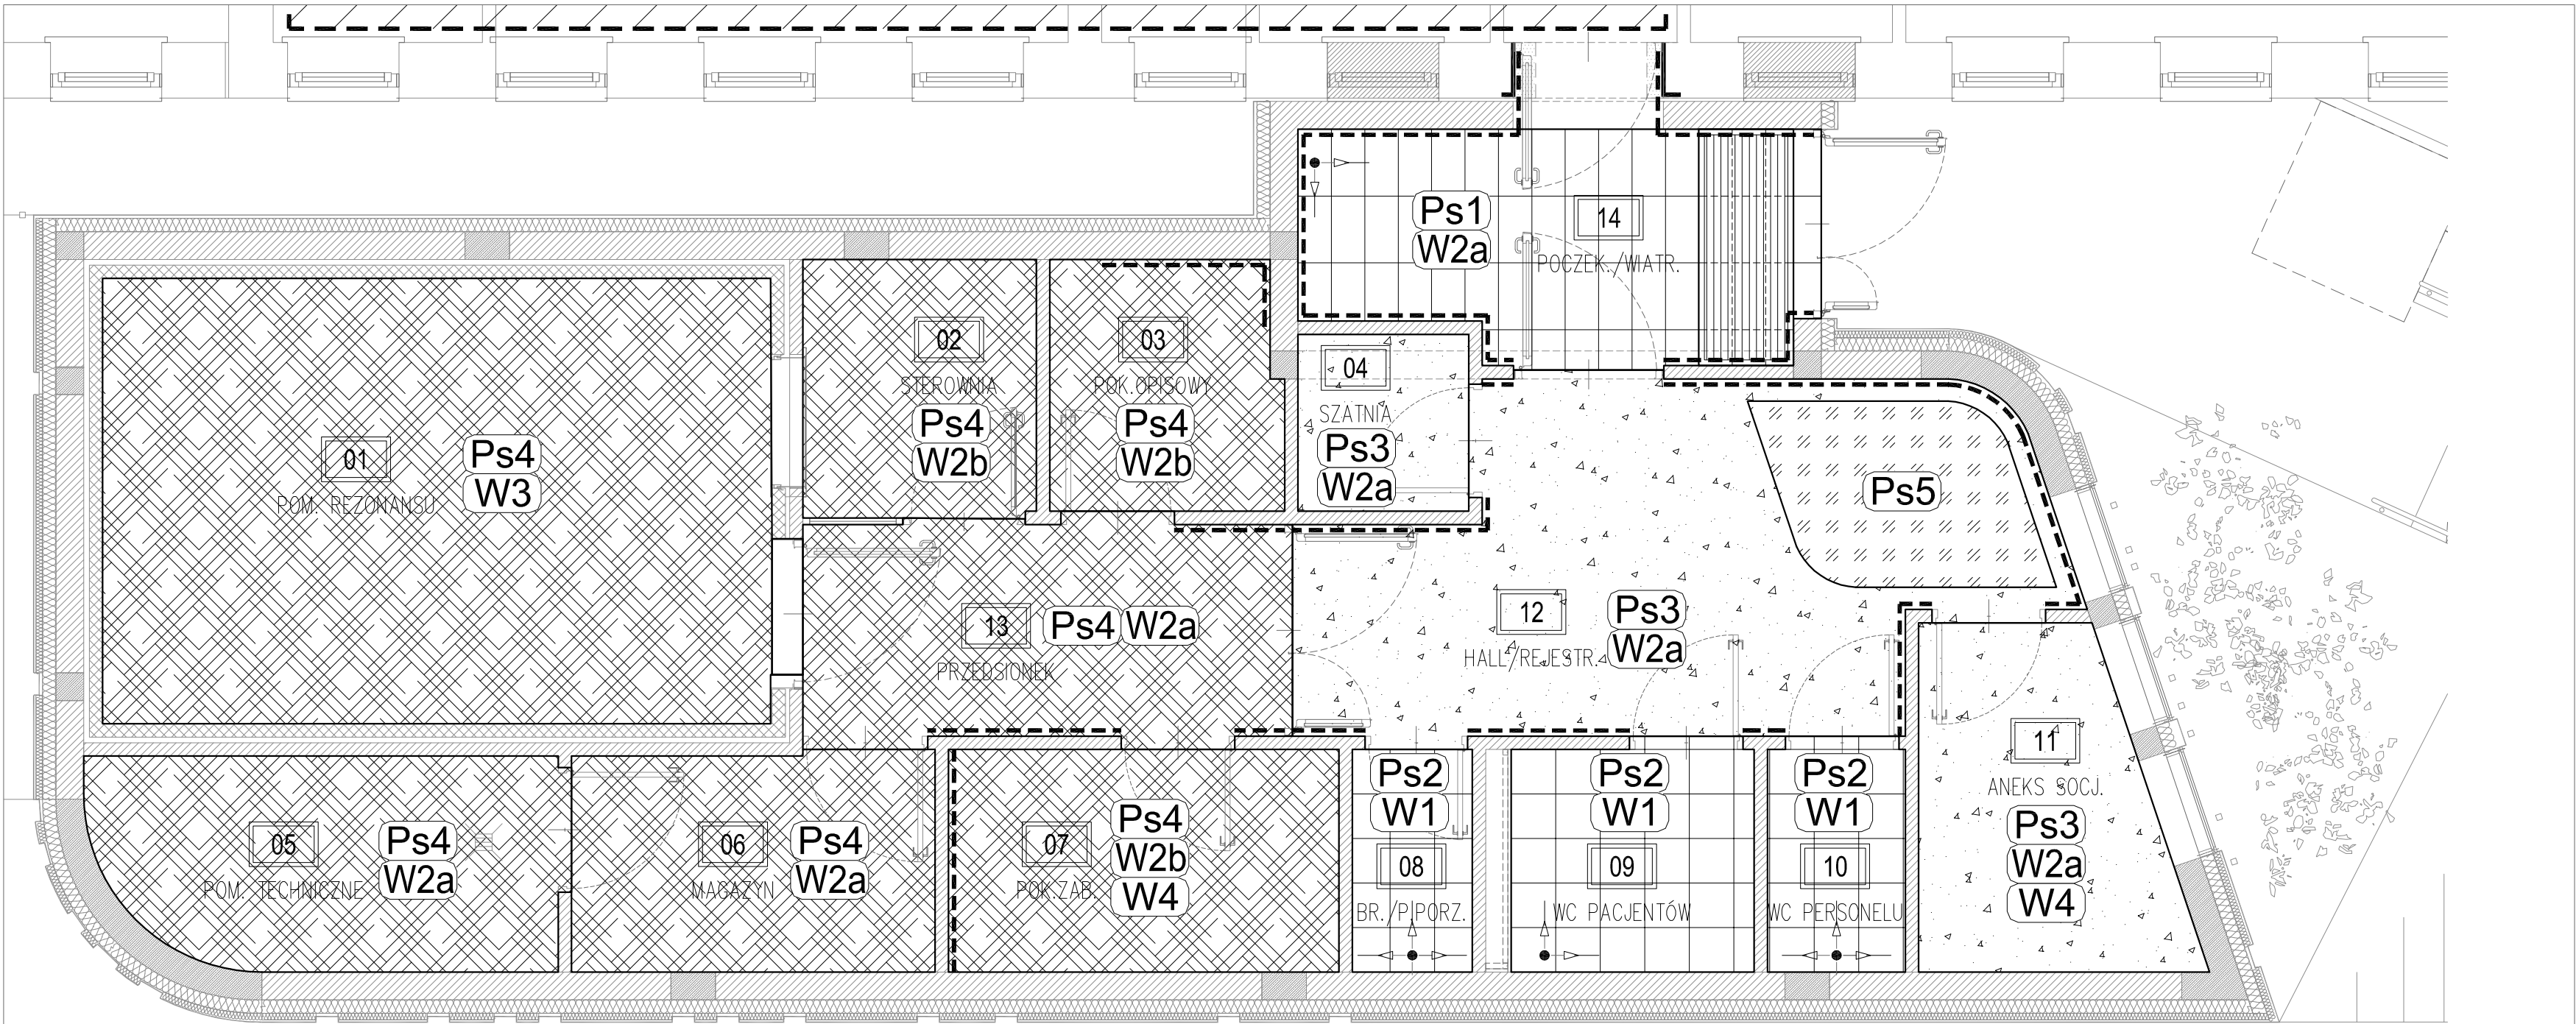 Ps1
W2a
14
POCZEK./WIATR.
01
POM. REZONANSU
Ps4
W3
02
STEROWNIA
Ps4
W2b
03
POK.OPISOWY
Ps4
W2b
04
SZATNIA
Ps3
W2a
Ps5
13
PRZEDSIONEK
Ps4 W2a
12
HALL/REJESTR.
Ps3
W2a
05
POM. TECHNICZNE
Ps4
W2a
06
MAGAZYN
Ps4
W2a
07
POK.ZAB.
Ps4
W2b
W4
Ps2
W1
08
BR./P|PORZ.
Ps2
W1
09
WC PACJENTÓW
Ps2
W1
10
WC PERSONELU
11
ANEKS SOCJ.
Ps3
W2a
W4